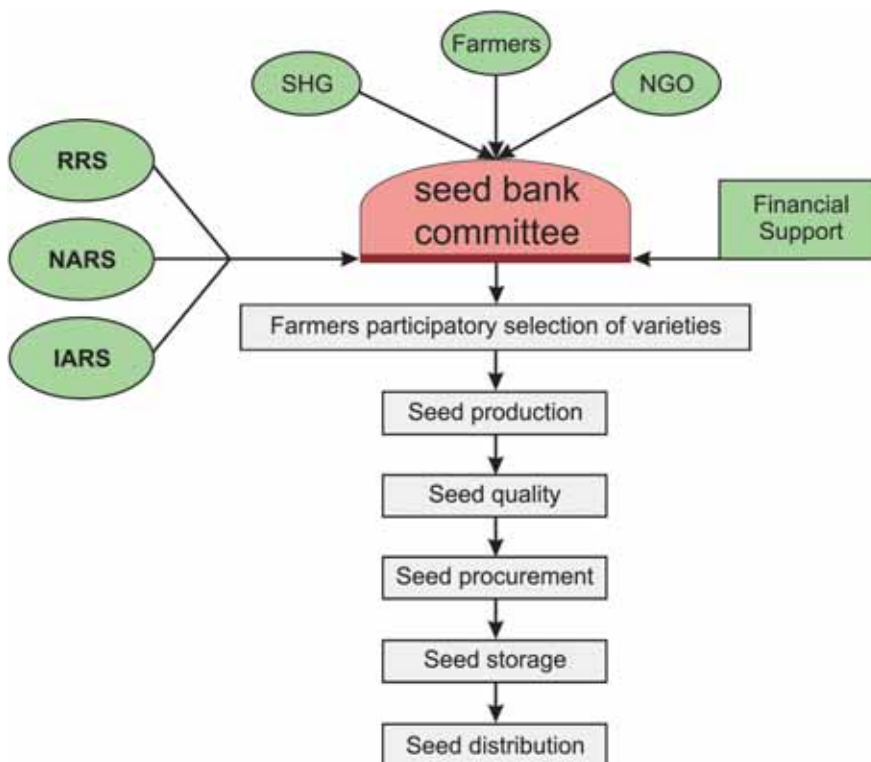 Farmers
SHG
NGO
RRS
seed bank
committee
Financial
Support
NARS
Farmers participatory selection of varieties
IARS
Seed production
Seed quality
Seed procurement
Seed storage
Seed distribution